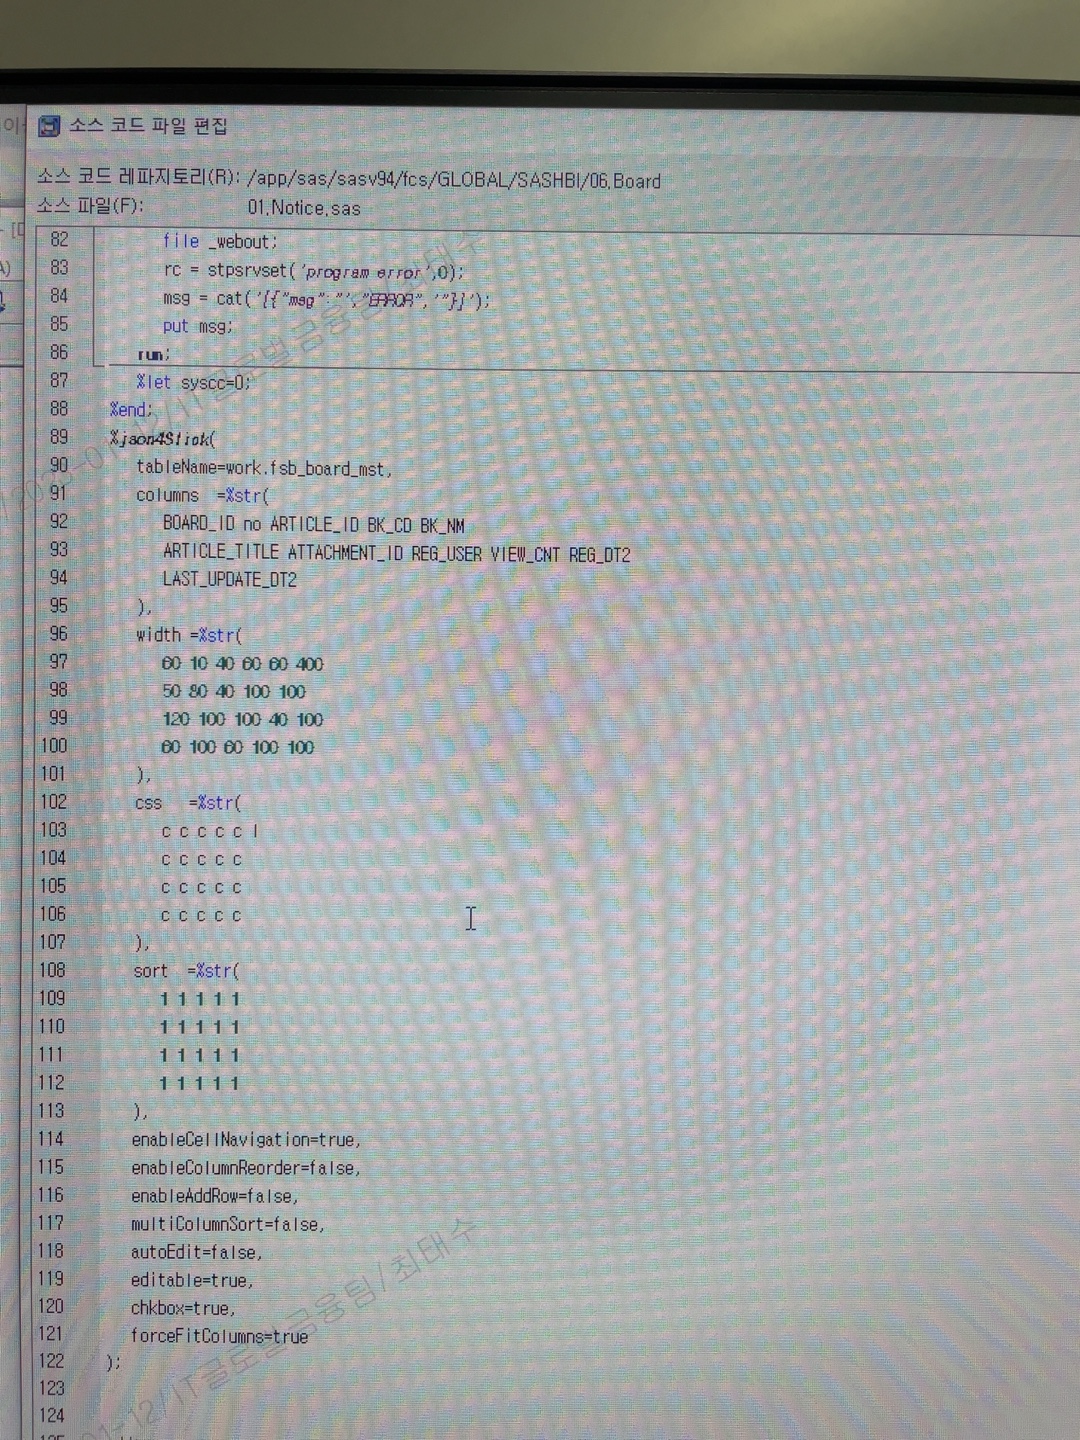 소스 코드 파일 편집
소스 코드 레파지토리(R): /app/sas/sasv94/fcs/GLOBAL/SASHBI/06.Board
소스 파일(F): 01.Notice.sas
82 file _webout;
83 rc = stpsrvset('program error',0);
84 msg = cat('[{"msg":"',"ERROR",'"}]');
85 put msg;
86 run;
87 %let syscc=0;
88 %end;
89 %json4Slick(
90 tableName=work.fsb_board_mst,
91 columns =%str(
92 BOARD_ID no ARTICLE_ID BK_CD BK_NM
93 ARTICLE_TITLE ATTACHMENT_ID REG_USER VIEW_CNT REG_DT2
94 LAST_UPDATE_DT2
95 ),
96 width =%str(
97 60 10 40 60 60 400
98 50 80 40 100 100
99 120 100 100 40 100
100 60 100 60 100 100
101 ),
102 css =%str(
103 c c c c c l
104 c c c c c
105 c c c c c
106 c c c c c
107 ),
108 sort =%str(
109 1 1 1 1 1
110 1 1 1 1 1
111 1 1 1 1 1
112 1 1 1 1 1
113 ),
114 enableCellNavigation=true,
115 enableColumnReorder=false,
116 enableAddRow=false,
117 multiColumnSort=false,
118 autoEdit=false,
119 editable=true,
120 chkbox=true,
121 forceFitColumns=true
122 );
123
124
01-12/IT글로벌금융팀/최태수